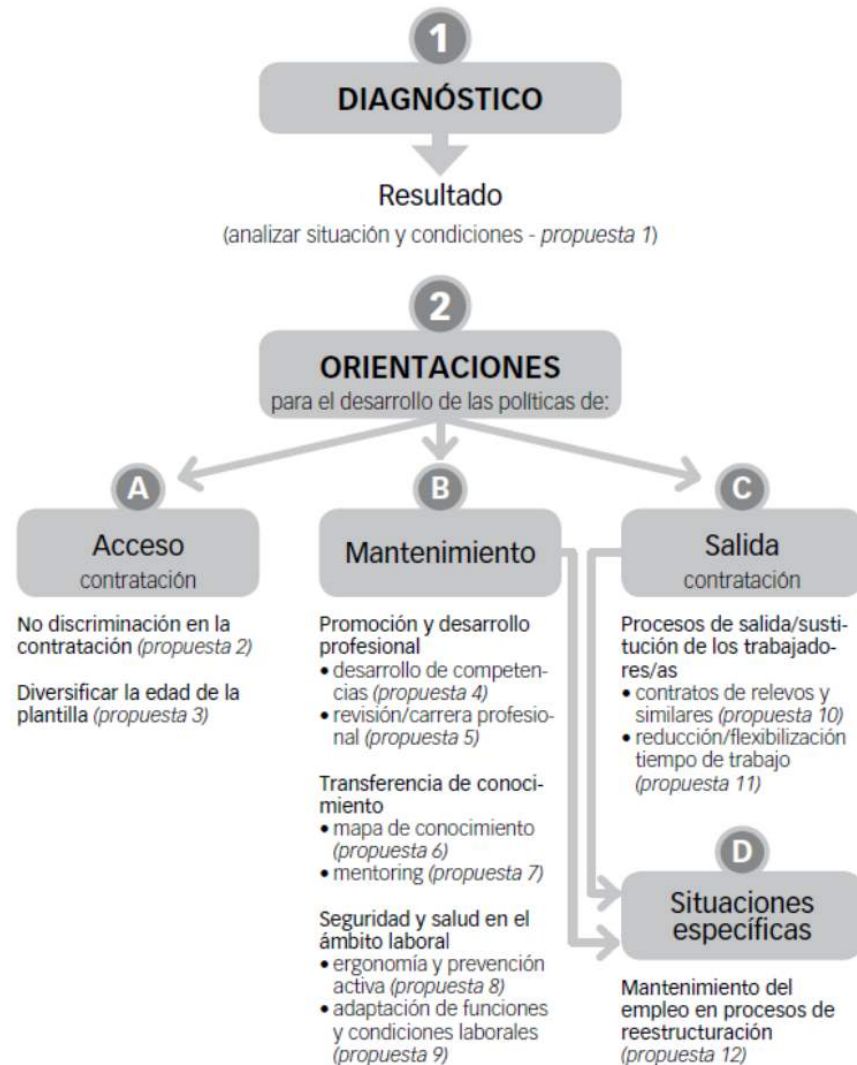 1
DIAGNÓSTICO
Resultado
(analizar situación y condiciones - propuesta 1)
2
ORIENTACIONES
para el desarrollo de las políticas de:
A
Acceso
contratación
No discriminación en la
contratación (propuesta 2)
Diversificar la edad de la
plantilla (propuesta 3)
B
Mantenimiento
Promoción y desarrollo
profesional
• desarrollo de competen-
cias (propuesta 4)
• revisión/carrera profesio-
nal (propuesta 5)
Transferencia de conoci-
miento
• mapa de conocimiento
(propuesta 6)
• mentoring (propuesta 7)
Seguridad y salud en el
ámbito laboral
• ergonomía y prevención
activa (propuesta 8)
• adaptación de funciones
y condiciones laborales
(propuesta 9)
C
Salida
contratación
Procesos de salida/susti-
tución de los trabajado-
res/as
• contratos de relevos y
similares (propuesta 10)
• reducción/flexibilización
tiempo de trabajo
(propuesta 11)
D
Situaciones
específicas
Mantenimiento del
empleo en procesos de
reestructuración
(propuesta 12)